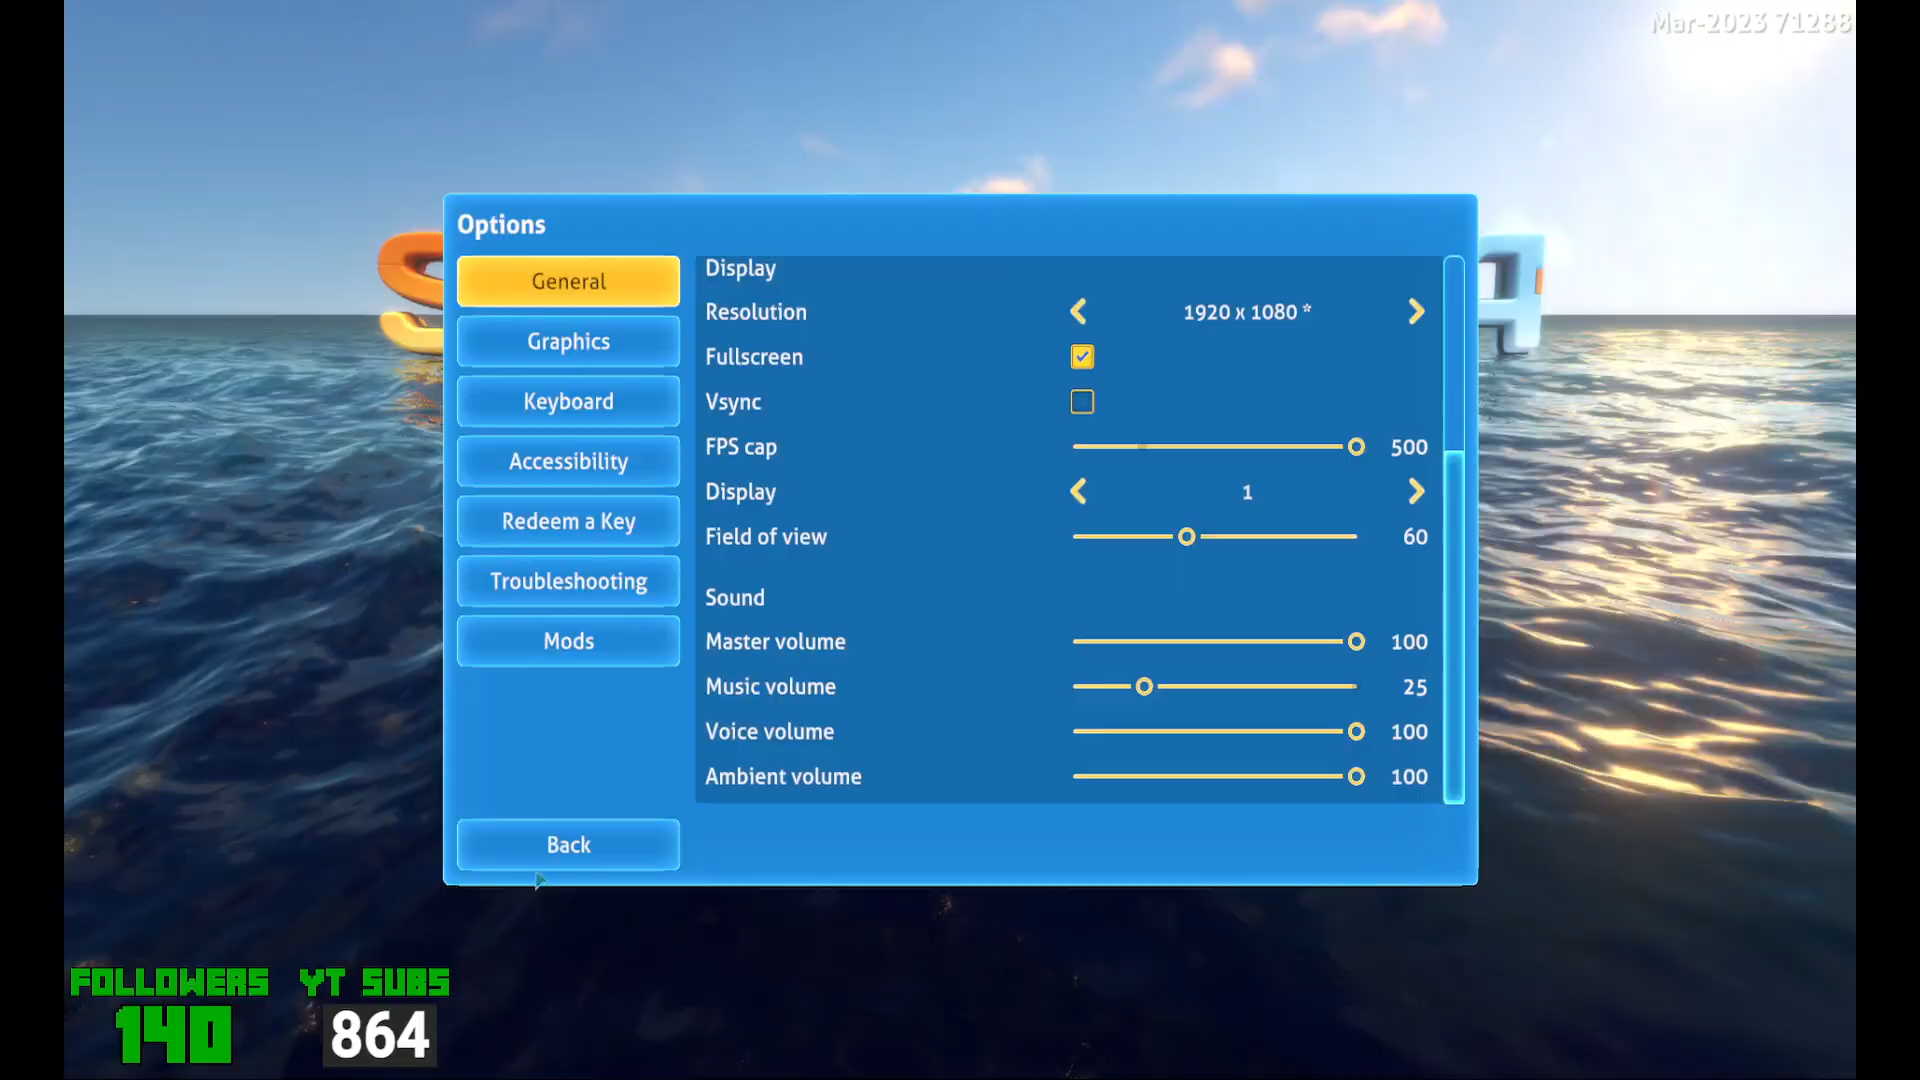 Mar-2023 71288
Options
General
Graphics
Keyboard
Accessibility
Redeem a Key
Troubleshooting
Mods
Back
Display
Resolution 1920 x 1080 *
Fullscreen
Vsync
FPS cap 500
Display 1
Field of view 60
Sound
Master volume 100
Music volume 25
Voice volume 100
Ambient volume 100
FOLLOWERS YT SUBS
140 864